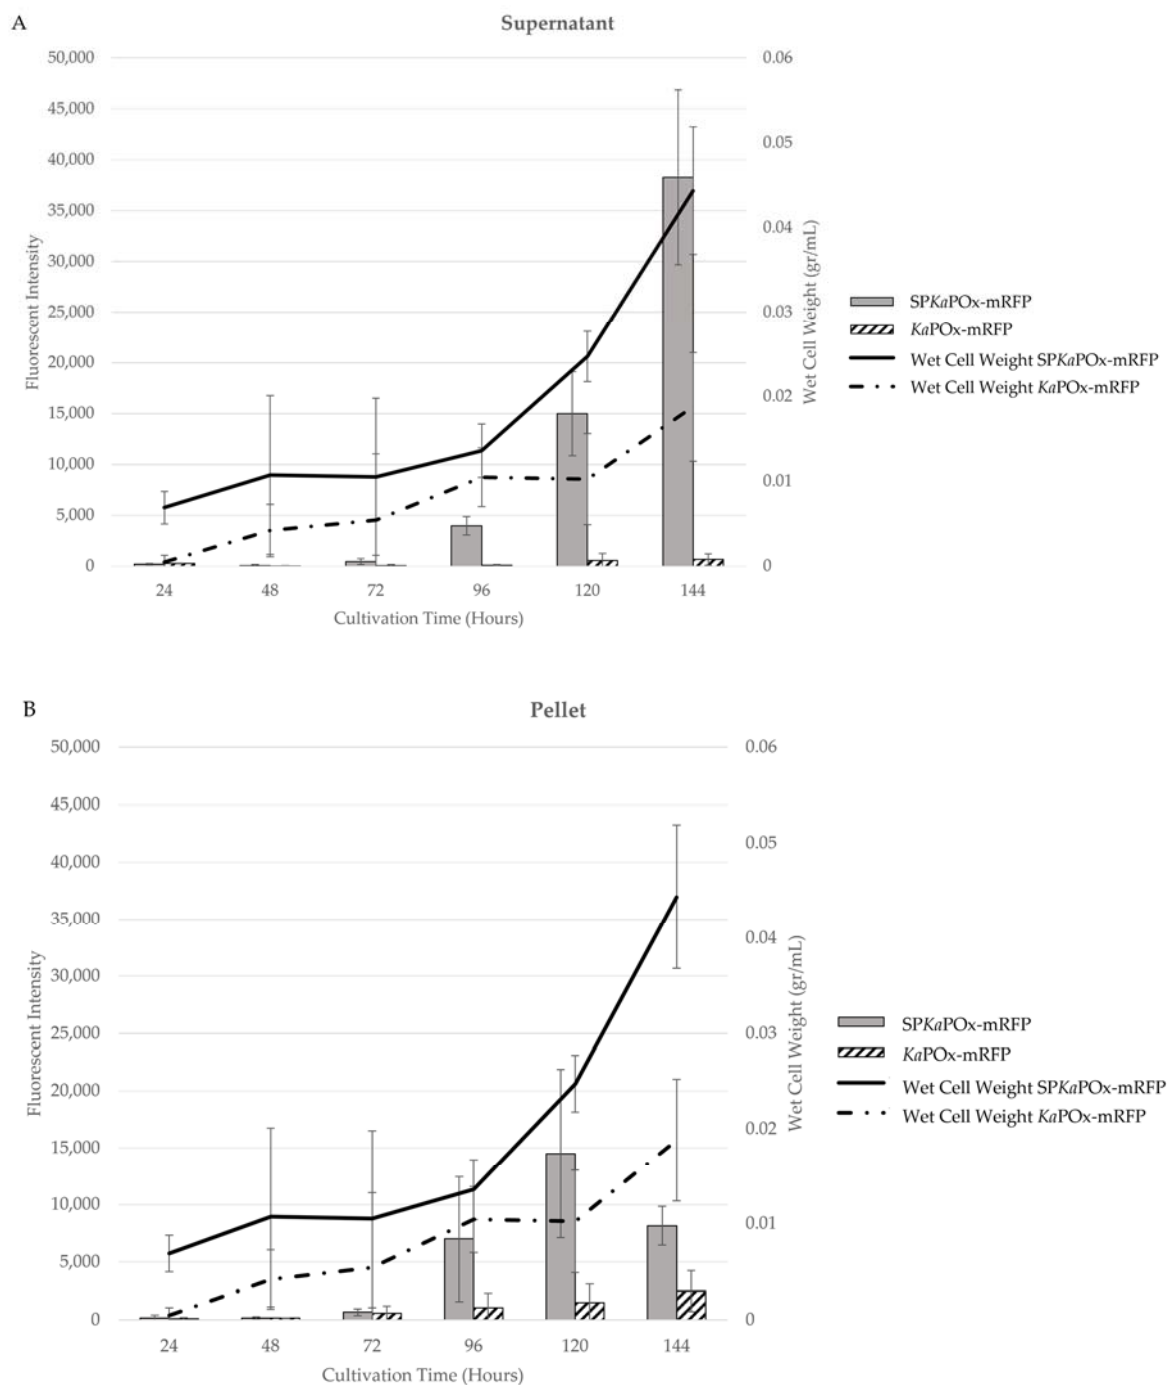 A
Supernatant
50,000
45,000
40,000
35,000
30,000
25,000
20,000
15,000
10,000
5,000
0
Fluorescent Intensity
0.06
0.05
0.04
0.03
0.02
0.01
0
Wet Cell Weight (gr/mL)
24 48 72 96 120 144
Cultivation Time (Hours)
SPKaPOx-mRFP
KaPOx-mRFP
Wet Cell Weight SPKaPOx-mRFP
Wet Cell Weight KaPOx-mRFP
B
Pellet
50,000
45,000
40,000
35,000
30,000
25,000
20,000
15,000
10,000
5,000
0
Fluorescent Intensity
0.06
0.05
0.04
0.03
0.02
0.01
0
Wet Cell Weight (gr/mL)
24 48 72 96 120 144
Cultivation Time (Hours)
SPKaPOx-mRFP
KaPOx-mRFP
Wet Cell Weight SPKaPOx-mRFP
Wet Cell Weight KaPOx-mRFP